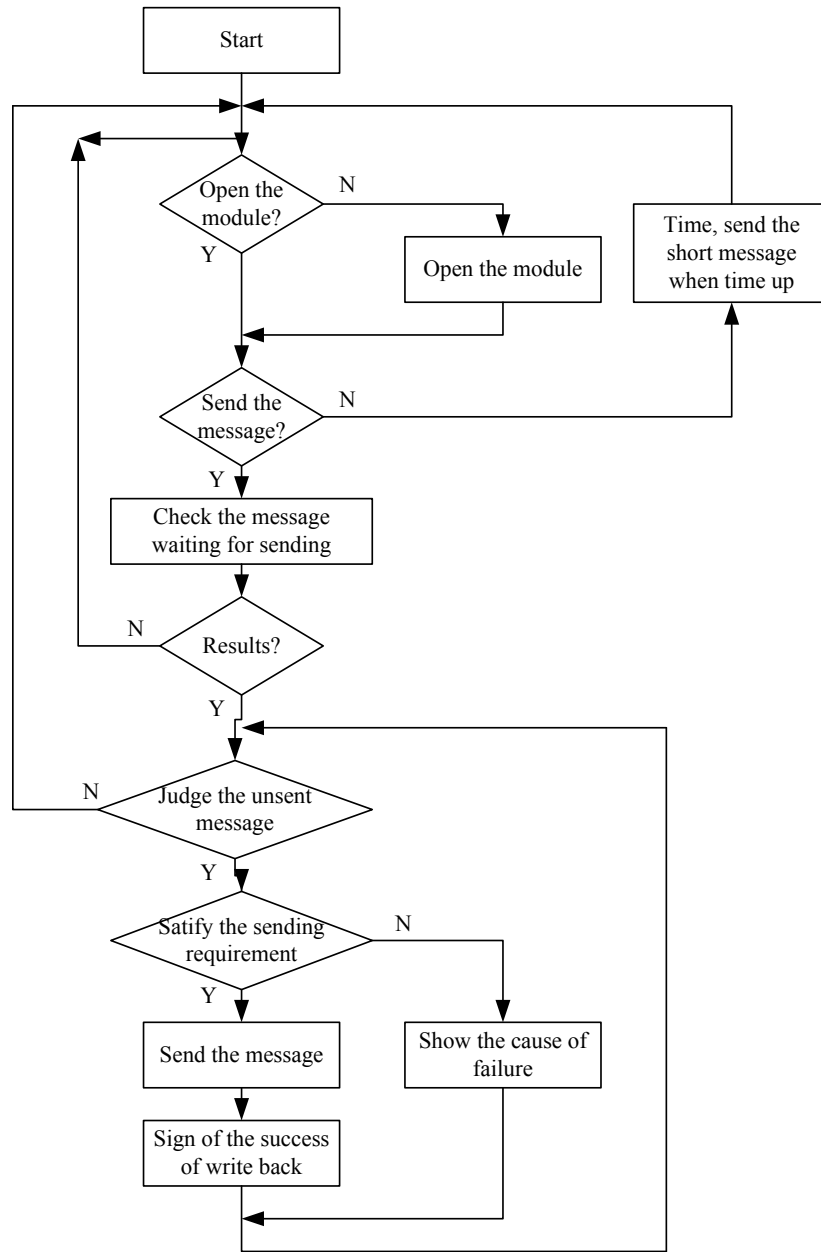 Start
Open the
module?
N
Y
Open the module
Time, send the
short message
when time up
Send the
message?
N
Y
Check the message
waiting for sending
N
Results?
Y
N
Judge the unsent
message
Y
Satify the sending
requirement
N
Y
Send the message
Show the cause of
failure
Sign of the success
of write back